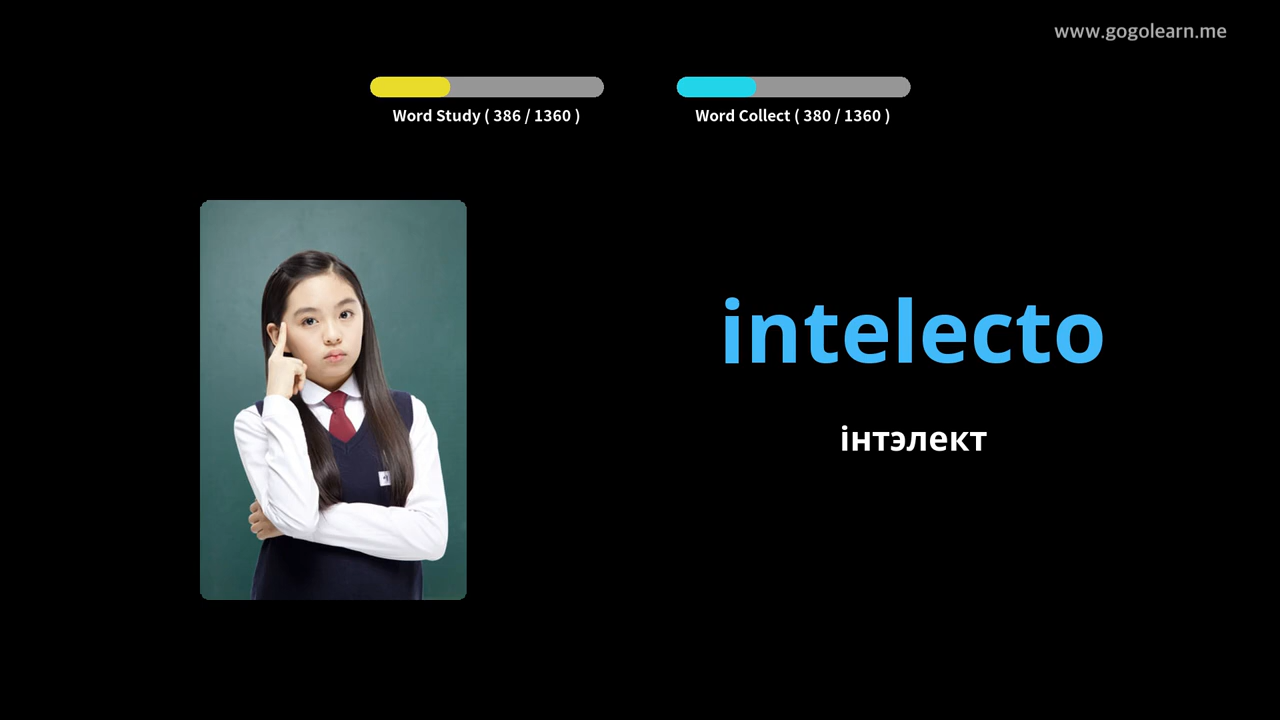 www.gogolearn.me
Word Study ( 386 / 1360 )
Word Collect ( 380 / 1360 )
intelecto
інтэлект